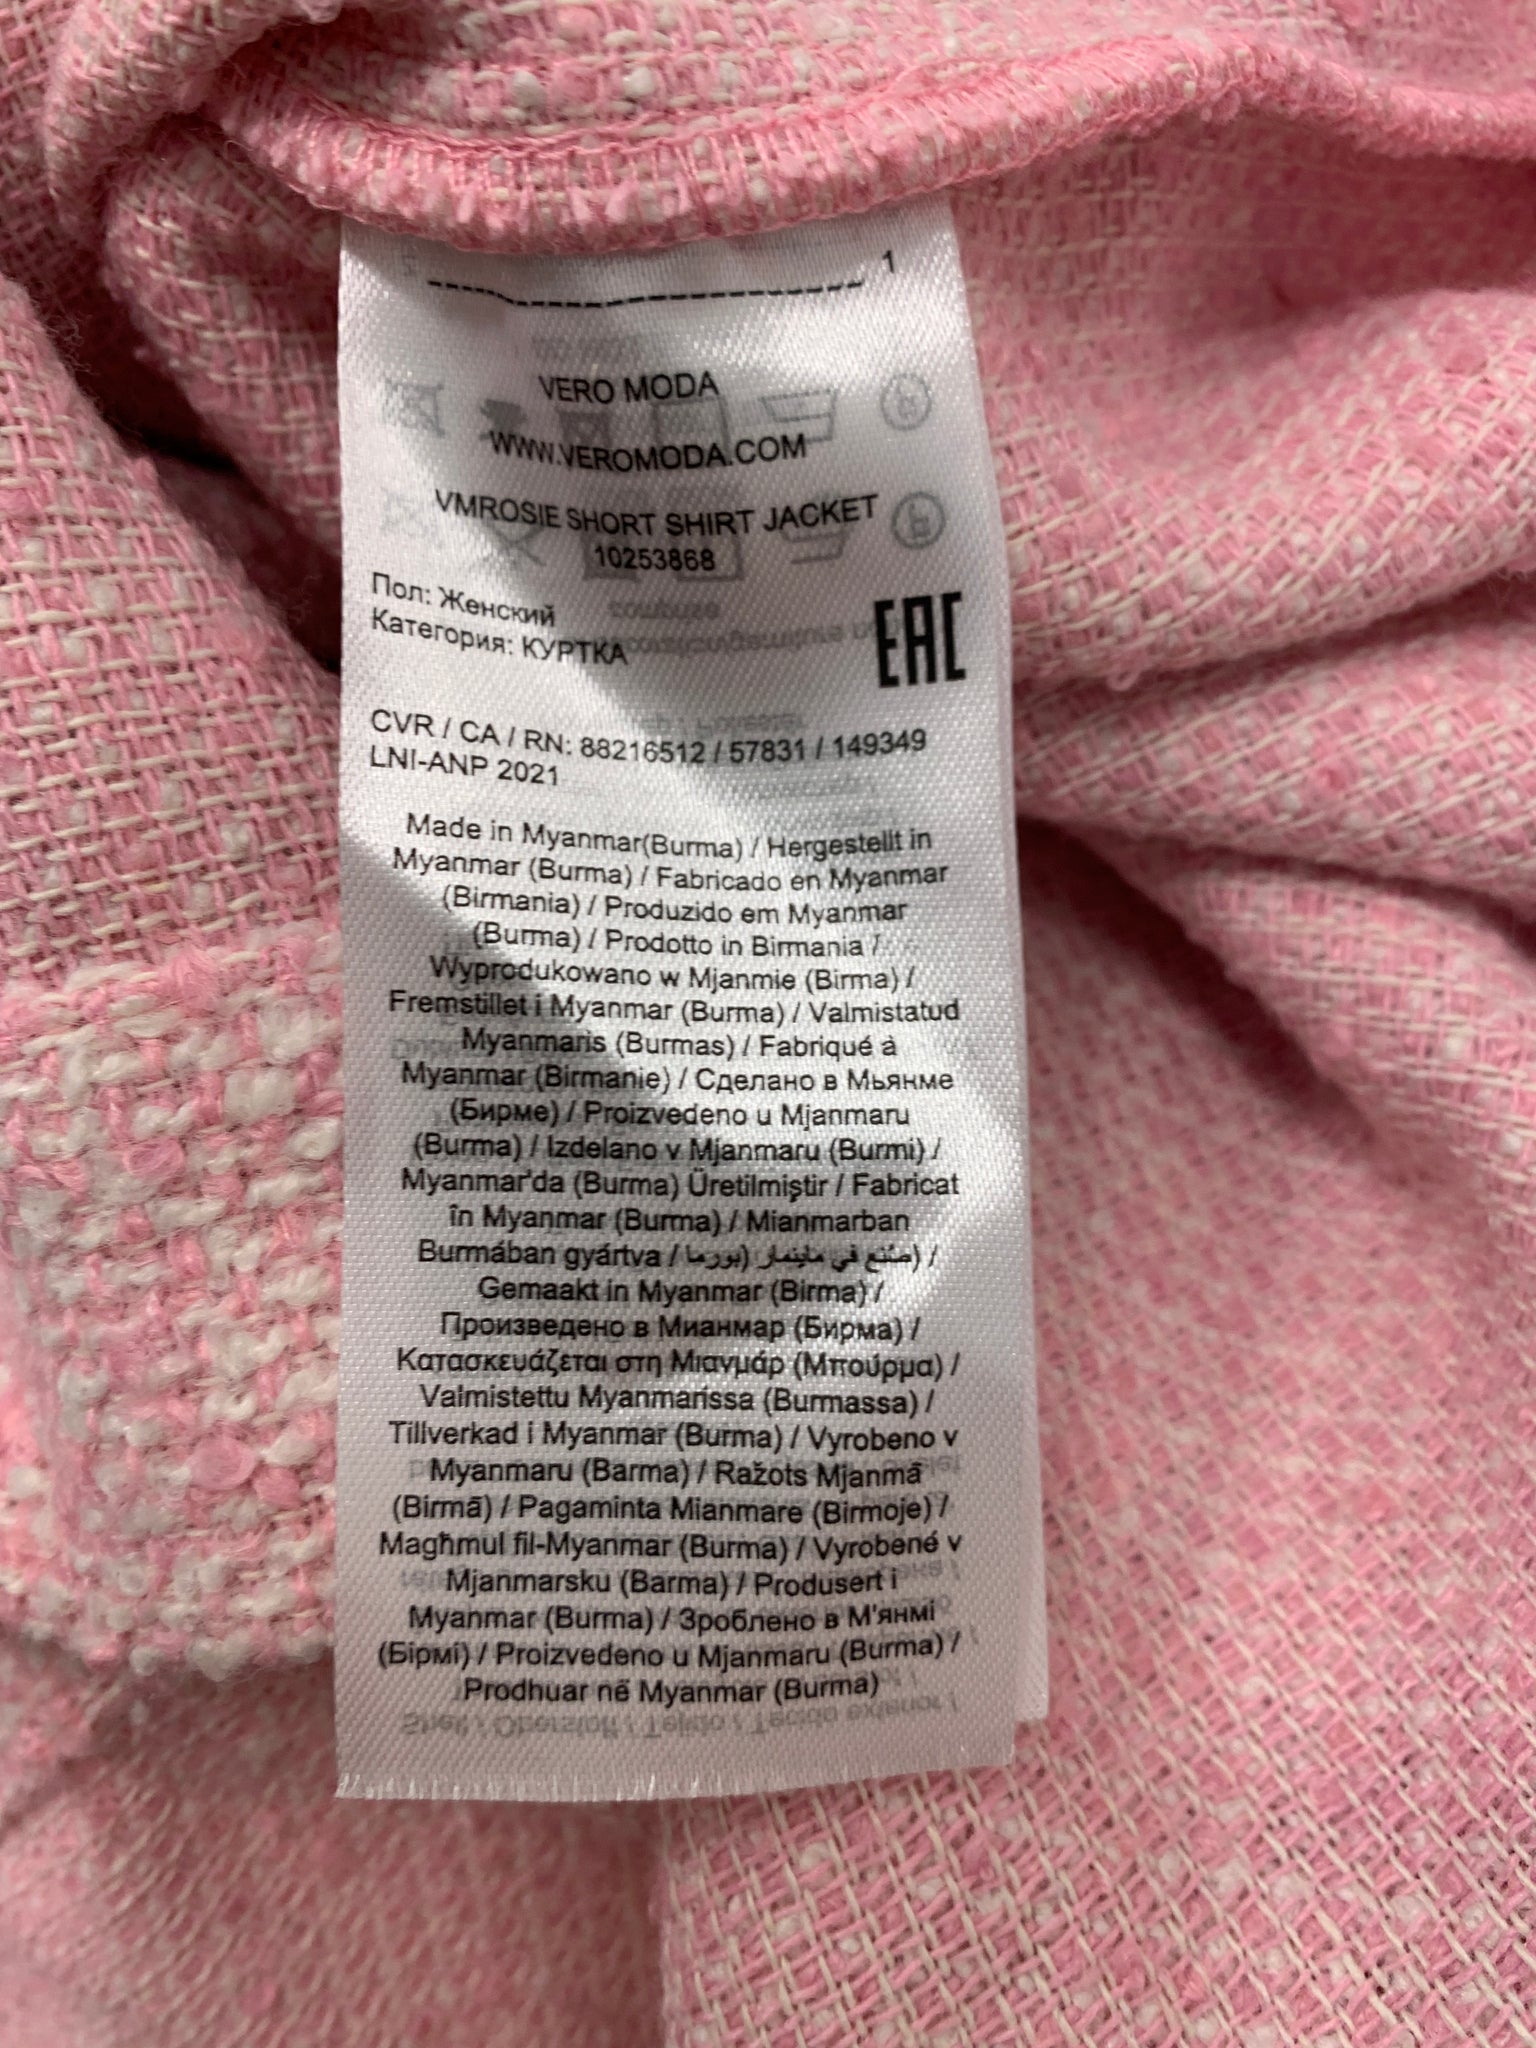 1
VERO MODA
WWW.VEROMODA.COM
VMROSIE SHORT SHIRT JACKET
10253868
Пол: Женский
Категория: КУРТКА
EAC
CVR / CA / RN: 88216512 / 57831 / 149349
LNI-ANP 2021
Made in Myanmar(Burma) / Hergestellt in
Myanmar (Burma) / Fabricado en Myanmar
(Birmania) / Produzido em Myanmar
(Burma) / Prodotto in Birmania /
Wyprodukowano w Mjanmie (Birma) /
Fremstillet i Myanmar (Burma) / Valmistatud
Myanmaris (Burmas) / Fabriqué à
Myanmar (Birmanie) / Сделано в Мьянме
(Бирме) / Proizvedeno u Mjanmaru
(Burma) / Izdelano v Mjanmaru (Burmi) /
Myanmar'da (Burma) Üretilmiştir / Fabricat
în Myanmar (Burma) / Mianmarban
Burmában gyártva / صُنع في ماينمار (بورما) /
Gemaakt in Myanmar (Birma) /
Произведено в Мианмар (Бирма) /
Κατασκευάζεται στη Μιανμάρ (Μπούρμα) /
Valmistettu Myanmarissa (Burmassa) /
Tillverkad i Myanmar (Burma) / Vyrobeno v
Myanmaru (Barma) / Ražots Mjanmā
(Birmā) / Pagaminta Mianmare (Birmoje) /
Magħmul fil-Myanmar (Burma) / Vyrobené v
Mjanmarsku (Barma) / Produsert i
Myanmar (Burma) / Зроблено в М'янмі
(Бірмі) / Proizvedeno u Mjanmaru (Burma) /
Prodhuar në Myanmar (Burma)